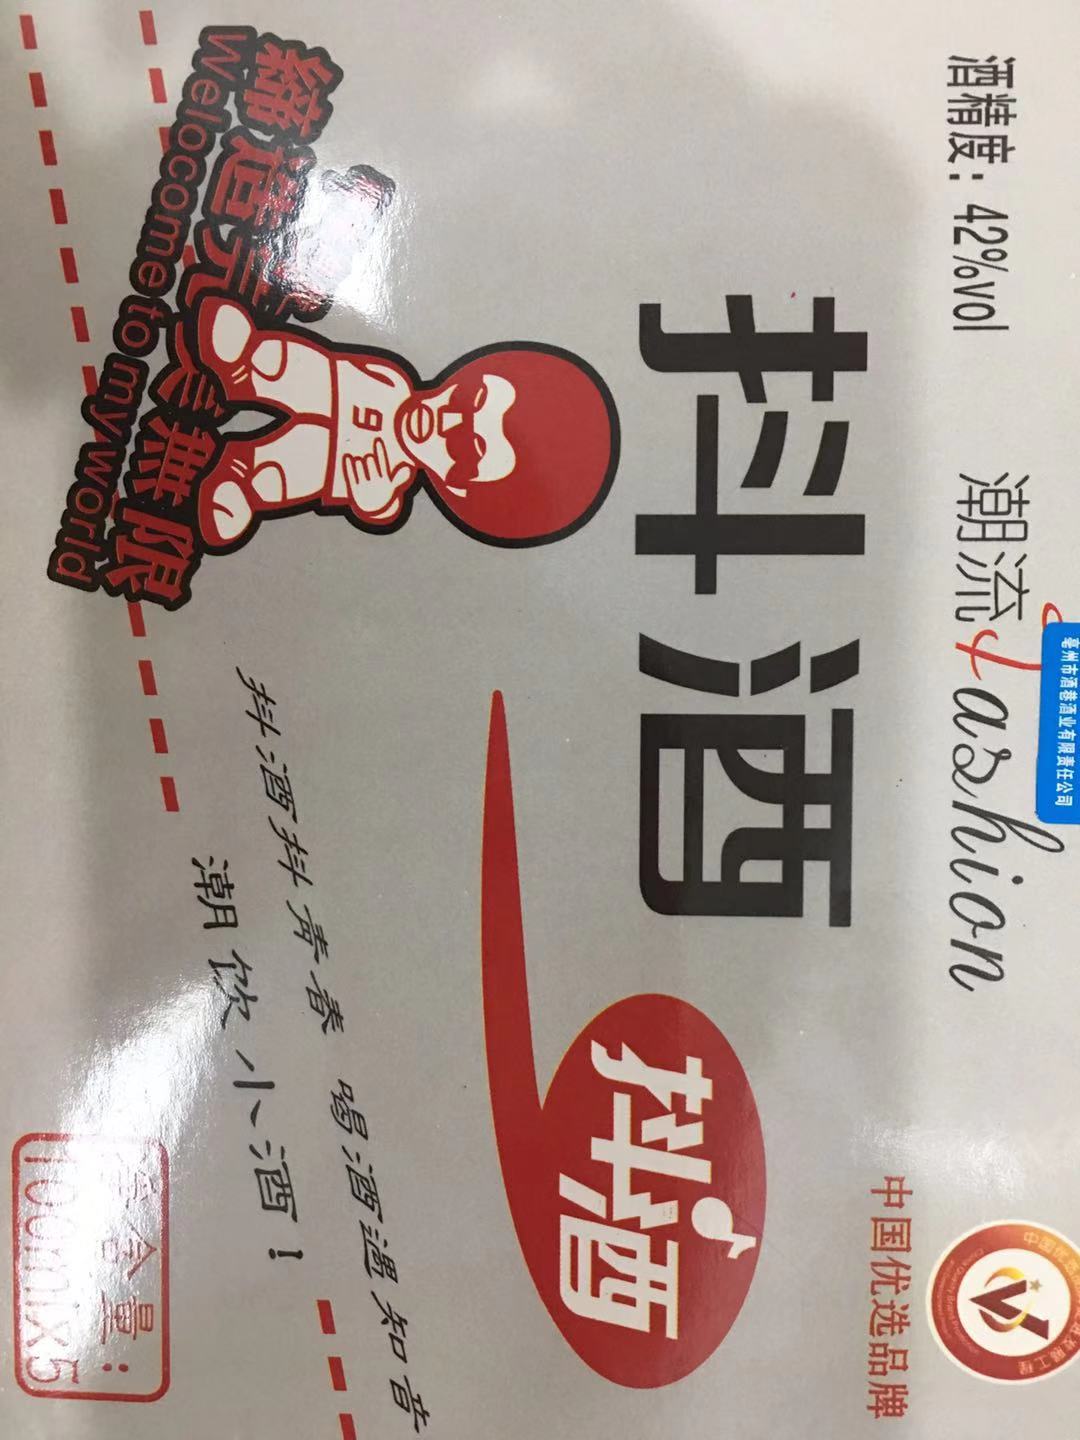 酒精度：42%vol
潮流fashion
亳州市酒巷酒业有限责任公司
中国优选品牌
抖酒
抖酒
缔造完美無限
Welocome to my world
抖酒抖青春 喝酒遇知音
潮饮小酒！
净含量：
100mlx5